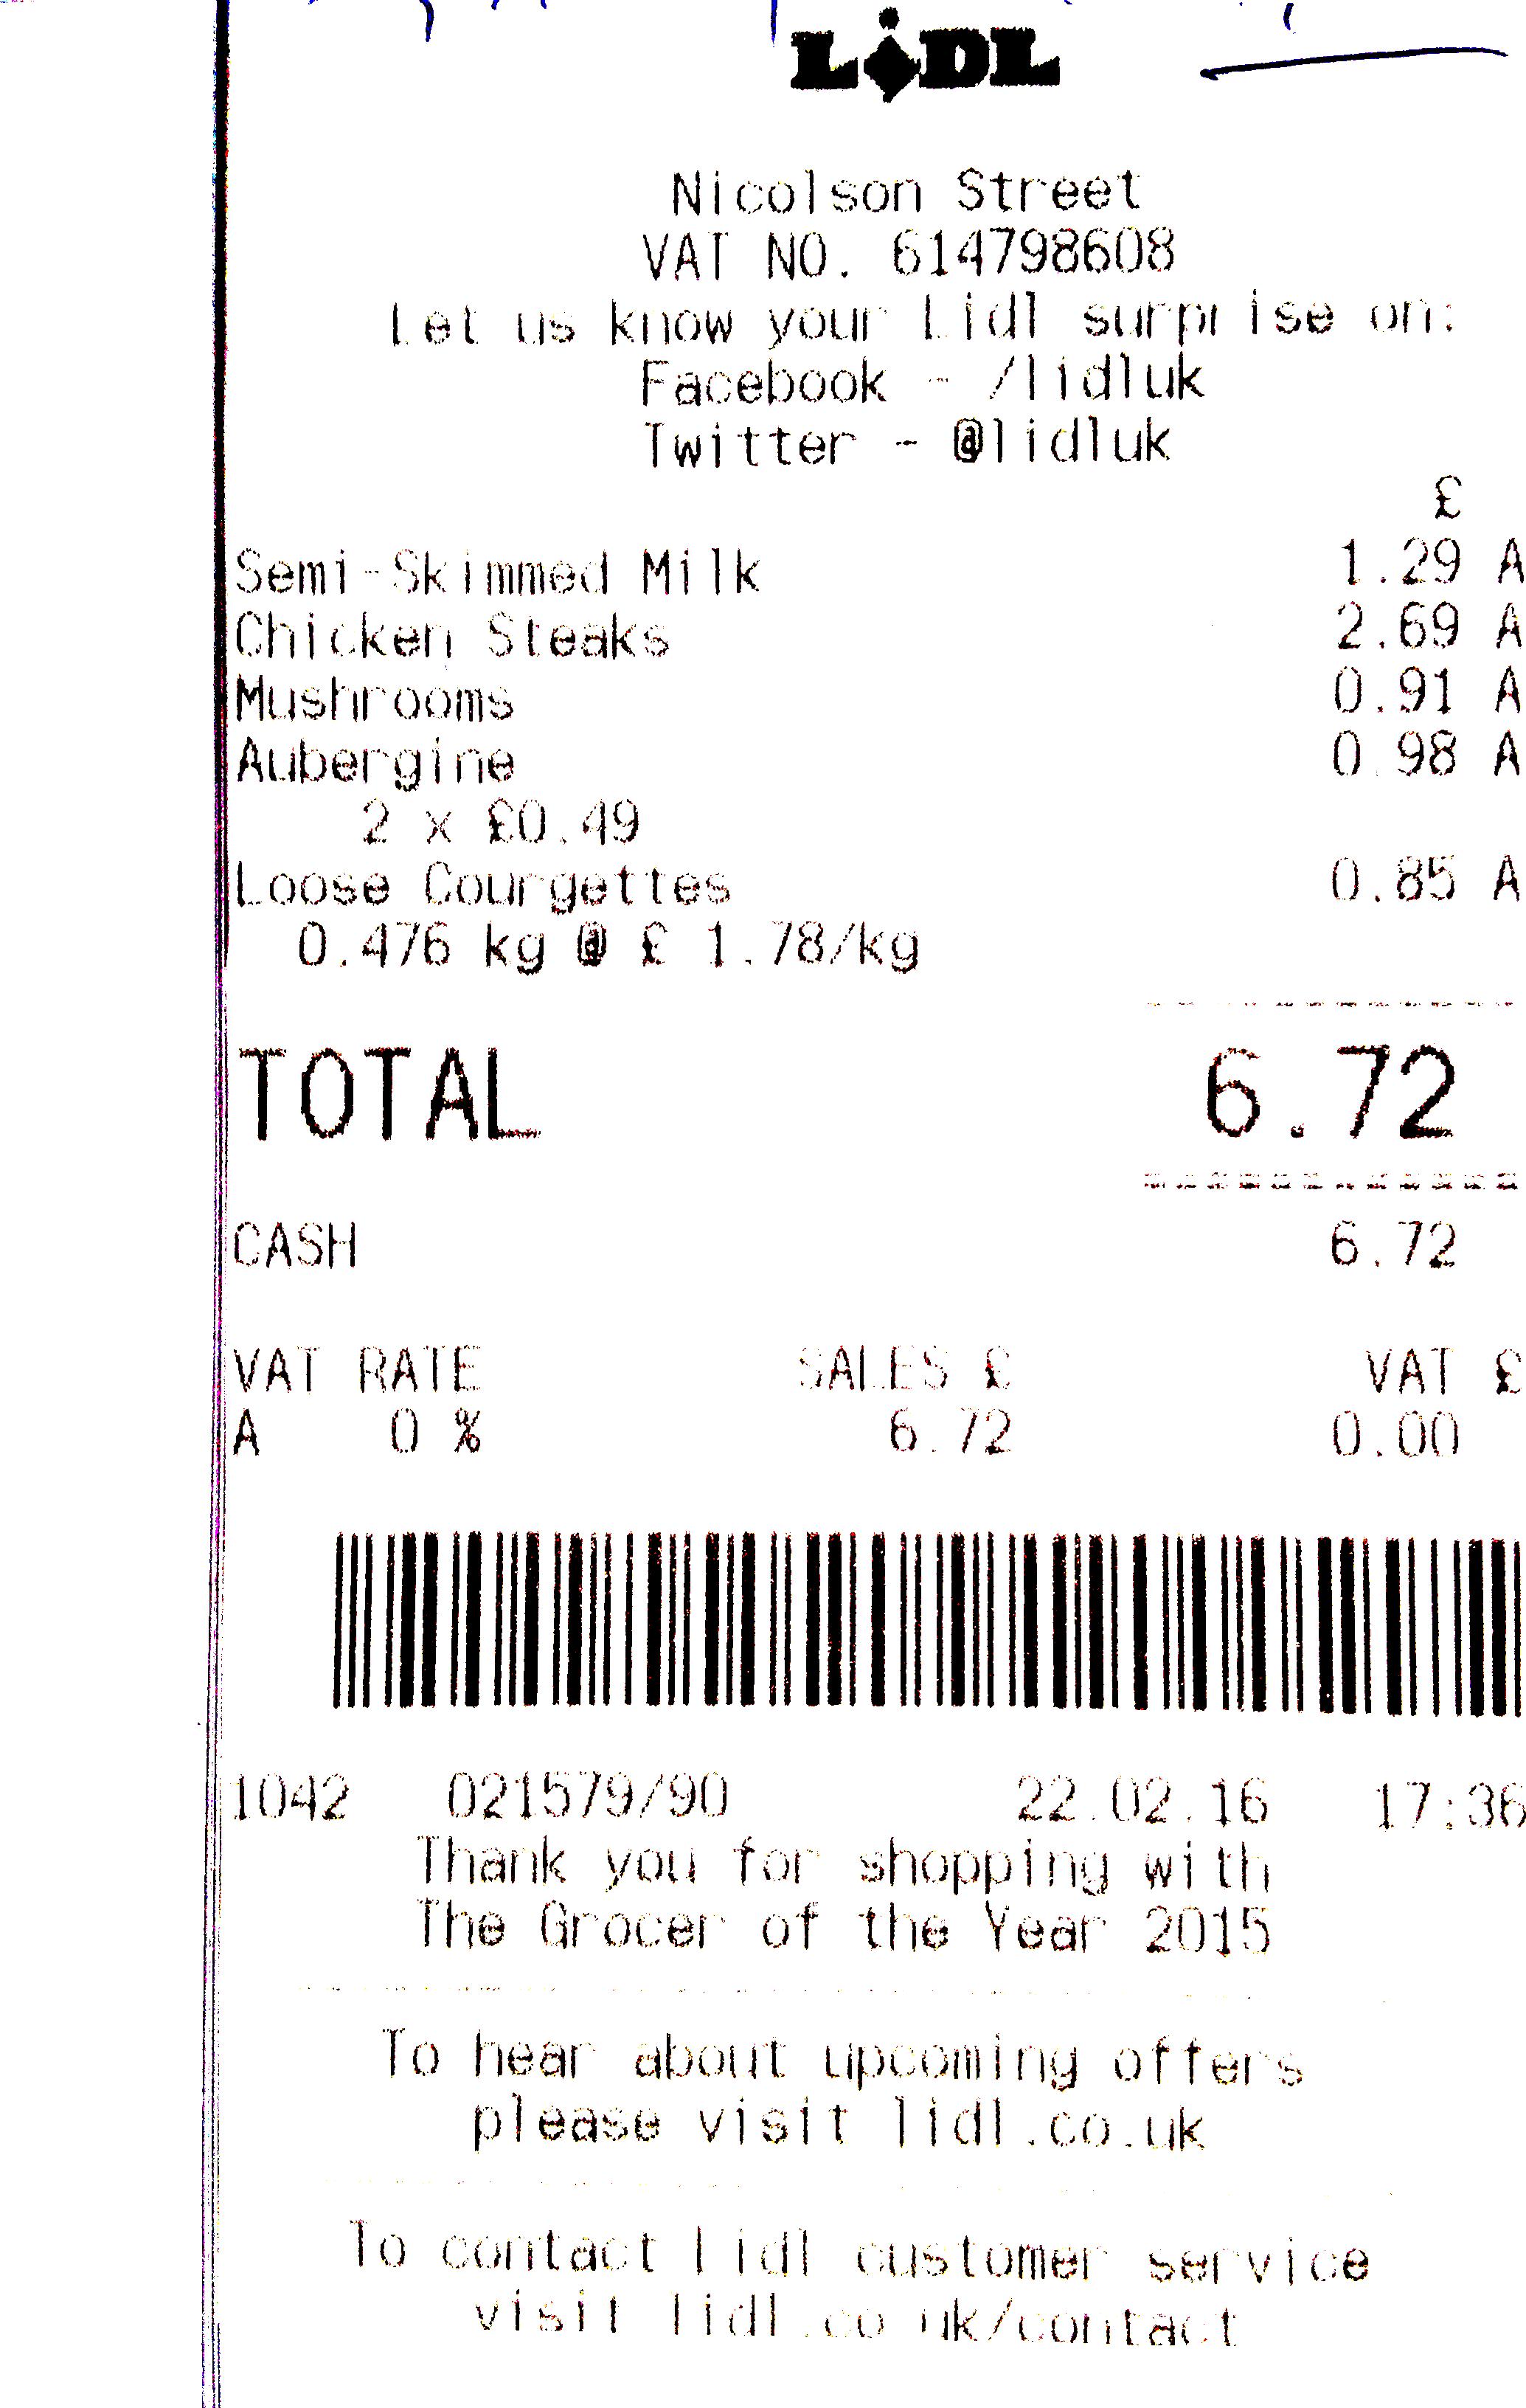 LIDL
Nicolson Street
VAT NO. 614798608
Let us know your Lidl surprise on:
Facebook - /lidluk
Twitter - @lidluk
£
Semi-Skimmed Milk 1.29 A
Chicken Steaks 2.69 A
Mushrooms 0.91 A
Aubergine 0.98 A
2 x £0.49
Loose Courgettes 0.85 A
0.476 kg @ £ 1.78/kg
TOTAL 6.72
CASH 6.72
VAT RATE SALES £ VAT £
A 0 % 6.72 0.00
1042 021579/90 22.02.16 17:36
Thank you for shopping with
The Grocer of the Year 2015
To hear about upcoming offers
please visit lidl.co.uk
To contact Lidl customer service
visit lidl.co.uk/contact